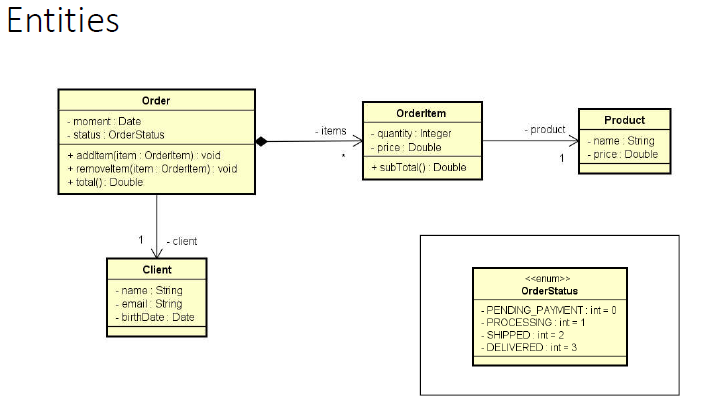 Entities
Order
- moment : Date
- status : OrderStatus
+ addItem(item : OrderItem) : void
+ removeItem(item : OrderItem) : void
+ total() : Double
- items
*
OrderItem
- quantity : Integer
- price : Double
+ subTotal() : Double
- product
1
Product
- name : String
- price : Double
1
- client
Client
- name : String
- email : String
- birthDate : Date
<<enum>>
OrderStatus
- PENDING_PAYMENT : int = 0
- PROCESSING : int = 1
- SHIPPED : int = 2
- DELIVERED : int = 3